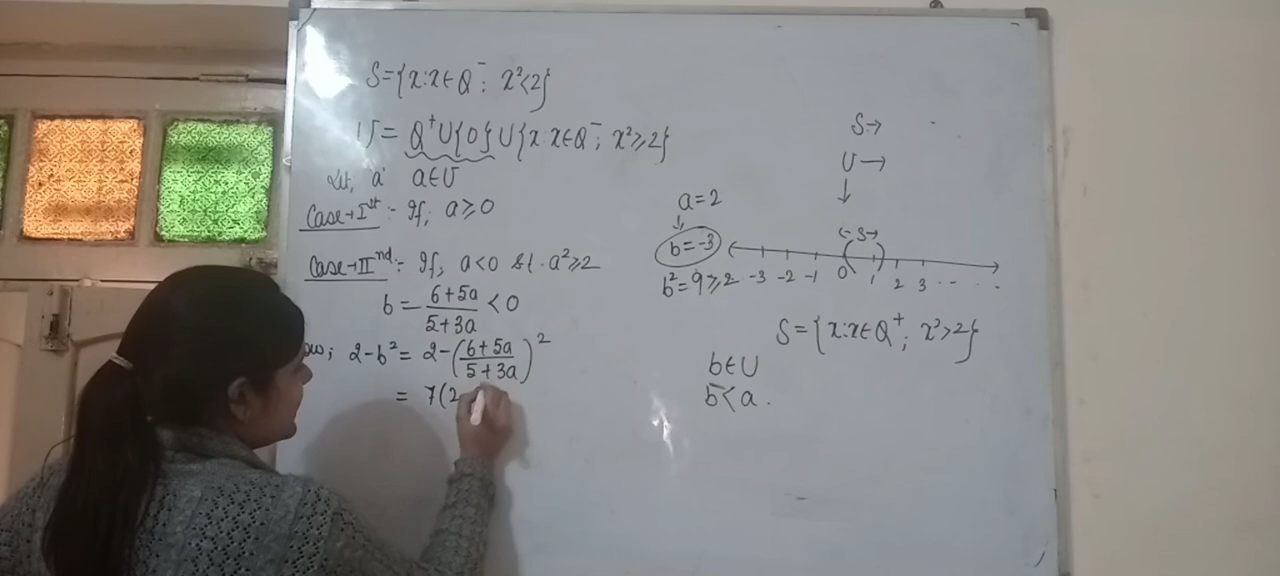 S={x:x∈Q⁻; x²<2}
U= Q⁺∪{0}∪{x:x∈Q⁻; x²≥2}
Let, a a∈U
Case-Iˢᵗ:- If; a≥0
Case-IIⁿᵈ:- If, a<0 & a²≥2
b = (6+5a)/(5+3a) < 0
2-b² = 2-((6+5a)/(5+3a))²
= 7(2
S→
U→
↓
a=2
↓
b=-3
b²=9≥2
←S→
-3 -2 -1 0 1 2 3 ....
S={x:x∈Q⁺; x²>2}
b∈U
b<a.